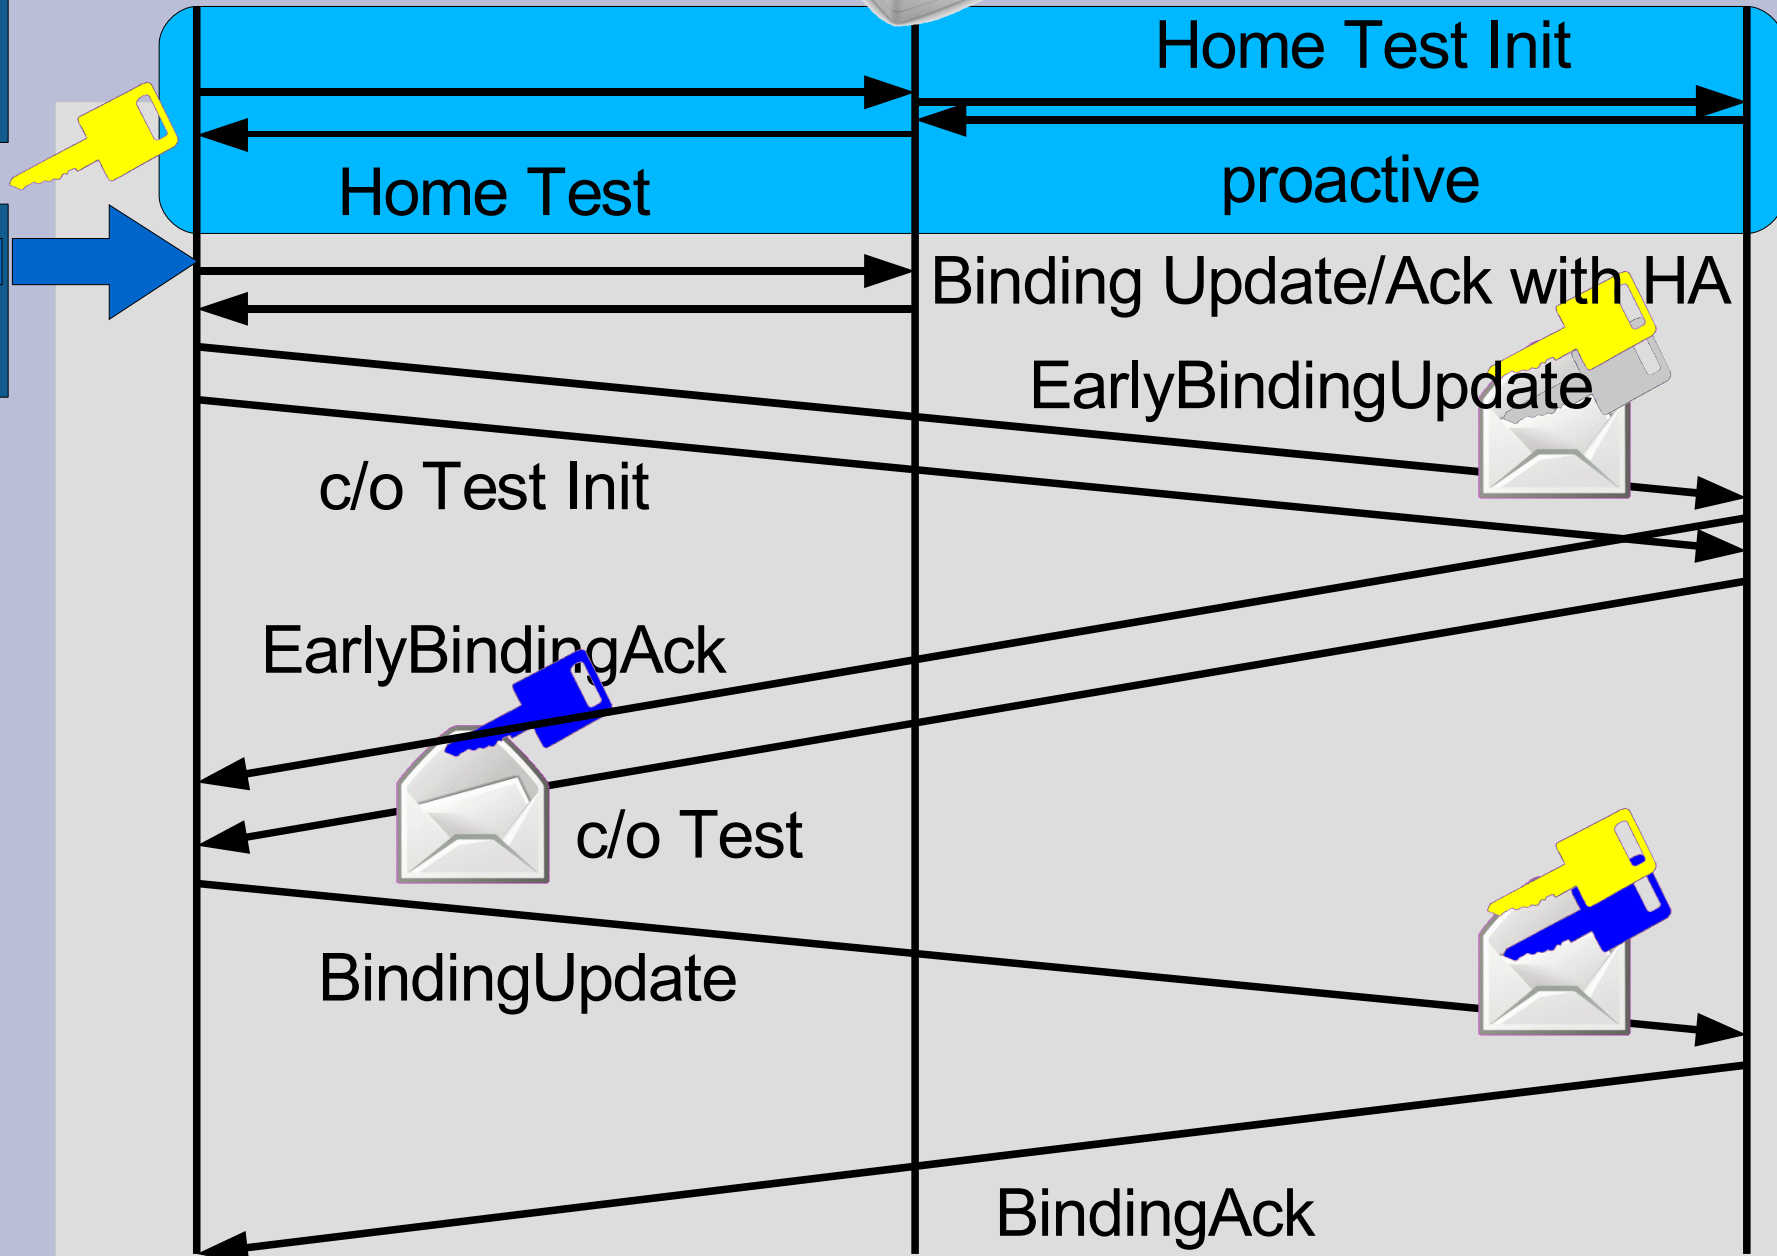 Home Test Init
Home Test
proactive
Binding Update/Ack with HA
EarlyBindingUpdate
c/o Test Init
EarlyBindingAck
c/o Test
BindingUpdate
BindingAck